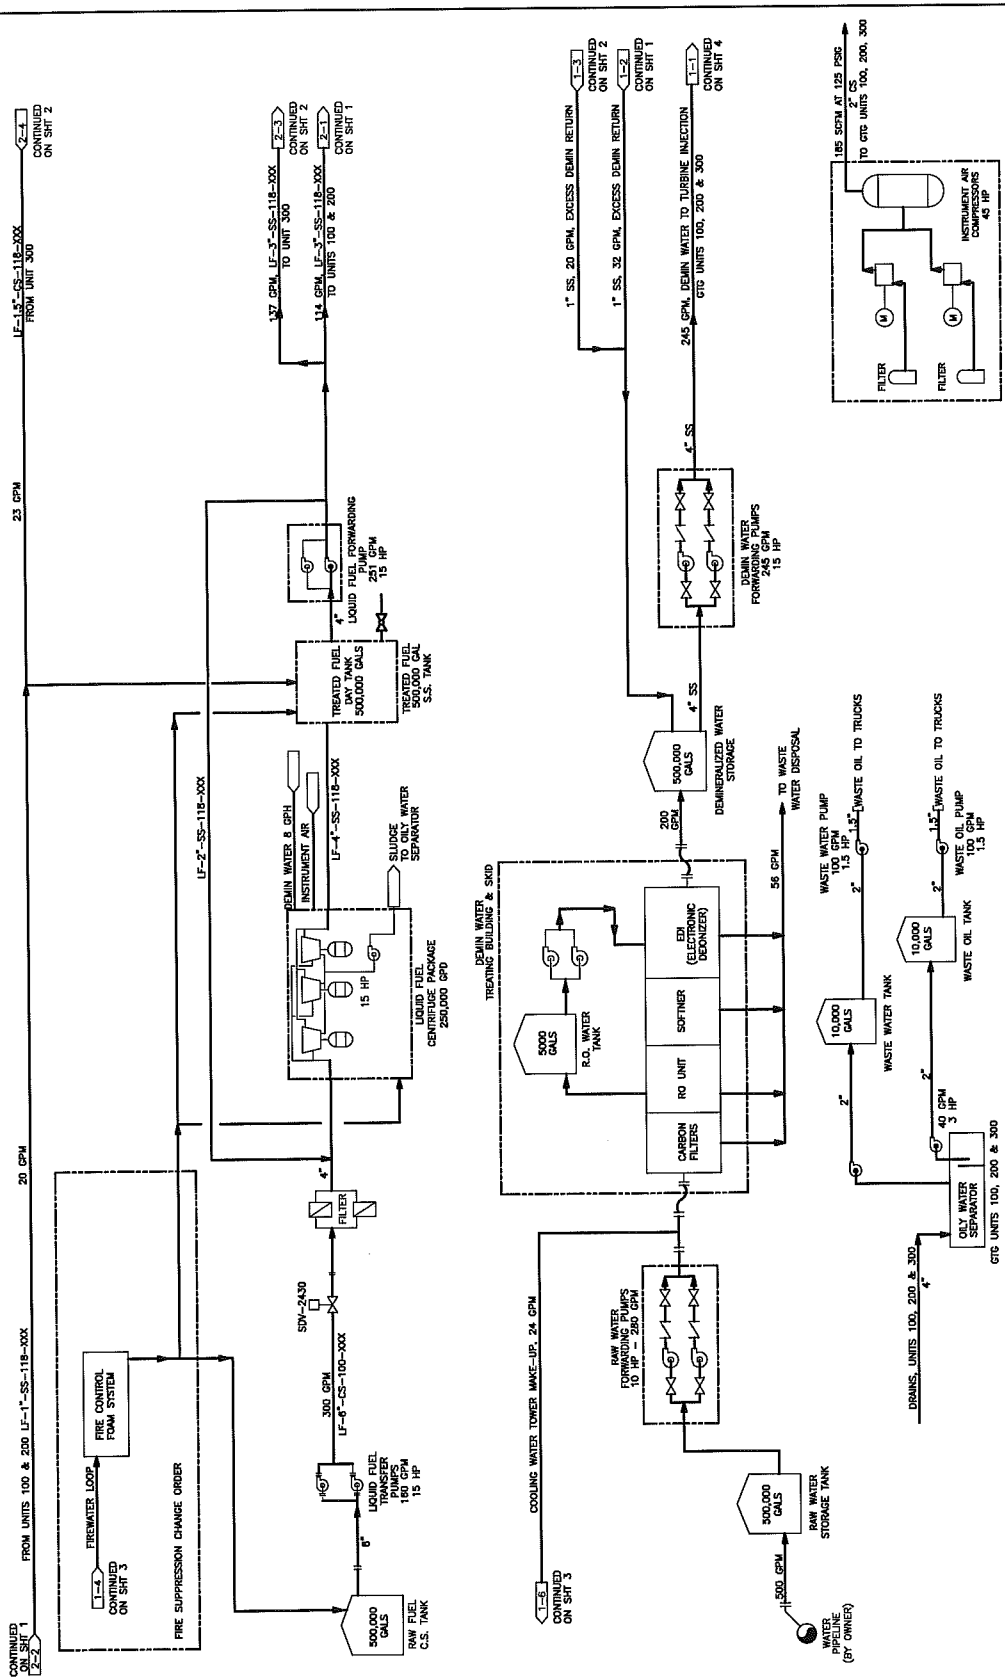 CONTINUED
ON SHT 1
2-2
FROM UNITS 100 & 200 LF-1"-SS-118-XXX
20 GPM
23 GPM
LF-1.5"-CS-118-XXX
FROM UNIT 300
2-4
CONTINUED
ON SHT 2
1-4
CONTINUED
ON SHT 3
FIREWATER LOOP
FIRE CONTROL
FOAM SYSTEM
FIRE SUPPRESSION CHANGE ORDER
LF-2"-SS-118-XXX
137 GPM, LF-3"-SS-118-XXX
TO UNIT 300
2-3
CONTINUED
ON SHT 2
114 GPM, LF-3"-SS-118-XXX
TO UNITS 100 & 200
2-1
CONTINUED
ON SHT 1
500,000
GALS
RAW FUEL
C.S. TANK
6"
LIQUID FUEL
TRANSFER
PUMPS
160 GPM
15 HP
300 GPM
LF-6"-CS-100-XXX
SDV-2430
FILTER
4"
DEMIN WATER 8 GPH
INSTRUMENT AIR
15 HP
LIQUID FUEL
CENTRIFUGE PACKAGE
250,000 GPD
SLUDGE
TO OILY WATER
SEPARATOR
LF-4"-SS-118-XXX
TREATED FUEL
DAY TANK
500,000 GALS
TREATED FUEL
500,000 GAL
S.S. TANK
4"
LIQUID FUEL FORWARDING
PUMP
251 GPM
15 HP
1-6
CONTINUED
ON SHT 3
COOLING WATER TOWER MAKE-UP, 24 GPM
WATER
PIPELINE
(BY OWNER)
500 GPM
500,000
GALS
RAW WATER
STORAGE TANK
RAW WATER
FORWARDING PUMPS
10 HP - 280 GPM
DEMIN WATER
TREATING BUILDING & SKID
CARBON
FILTERS
RO UNIT
SOFTNER
EDI
(ELECTRONIC
DEIONIZER)
5000
GALS
R.O. WATER
TANK
56 GPM
TO WASTE
WATER DISPOSAL
200
GPM
500,000
GALS
DEMINERALIZED WATER
STORAGE
4" SS
DEMIN WATER
FORWARDING PUMPS
245 GPM
15 HP
4" SS
1" SS, 20 GPM, EXCESS DEMIN RETURN
1-3
CONTINUED
ON SHT 2
1" SS, 32 GPM, EXCESS DEMIN RETURN
1-2
CONTINUED
ON SHT 1
245 GPM, DEMIN WATER TO TURBINE INJECTION
GTG UNITS 100, 200 & 300
1-1
CONTINUED
ON SHT 4
DRAINS, UNITS 100, 200 & 300
4"
OILY WATER
SEPARATOR
GTG UNITS 100, 200 & 300
40 GPM
3 HP
2"
2"
10,000
GALS
WASTE WATER TANK
2"
WASTE WATER PUMP
100 GPM
1.5 HP
1.5"
WASTE OIL TO TRUCKS
10,000
GALS
WASTE OIL TANK
2"
WASTE OIL PUMP
100 GPM
1.5 HP
1.5"
WASTE OIL TO TRUCKS
FILTER
FILTER
M
M
INSTRUMENT AIR
COMPRESSORS
45 HP
185 SCFM AT 125 PSIG
2" CS
TO GTG UNITS 100, 200, 300